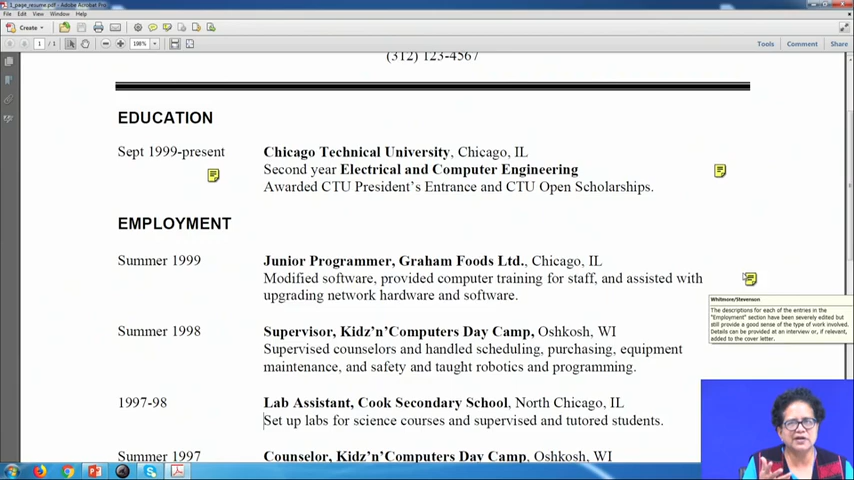 1_page_resume.pdf - Adobe Acrobat Pro
File Edit View Window Help
Create
1 / 1
198%
Tools Comment Share
(312) 123-4567
EDUCATION
Sept 1999-present Chicago Technical University, Chicago, IL
Second year Electrical and Computer Engineering
Awarded CTU President's Entrance and CTU Open Scholarships.
EMPLOYMENT
Summer 1999 Junior Programmer, Graham Foods Ltd., Chicago, IL
Modified software, provided computer training for staff, and assisted with
upgrading network hardware and software.
Whitmore/Stevenson
The descriptions for each of the entries in the
"Employment" section have been severely edited but
still provide a good sense of the type of work involved.
Details can be provided at an interview or, if relevant,
added to the cover letter.
Summer 1998 Supervisor, Kidz'n'Computers Day Camp, Oshkosh, WI
Supervised counselors and handled scheduling, purchasing, equipment
maintenance, and safety and taught robotics and programming.
1997-98 Lab Assistant, Cook Secondary School, North Chicago, IL
Set up labs for science courses and supervised and tutored students.
Summer 1997 Counselor, Kidz'n'Computers Day Camp, Oshkosh, WI